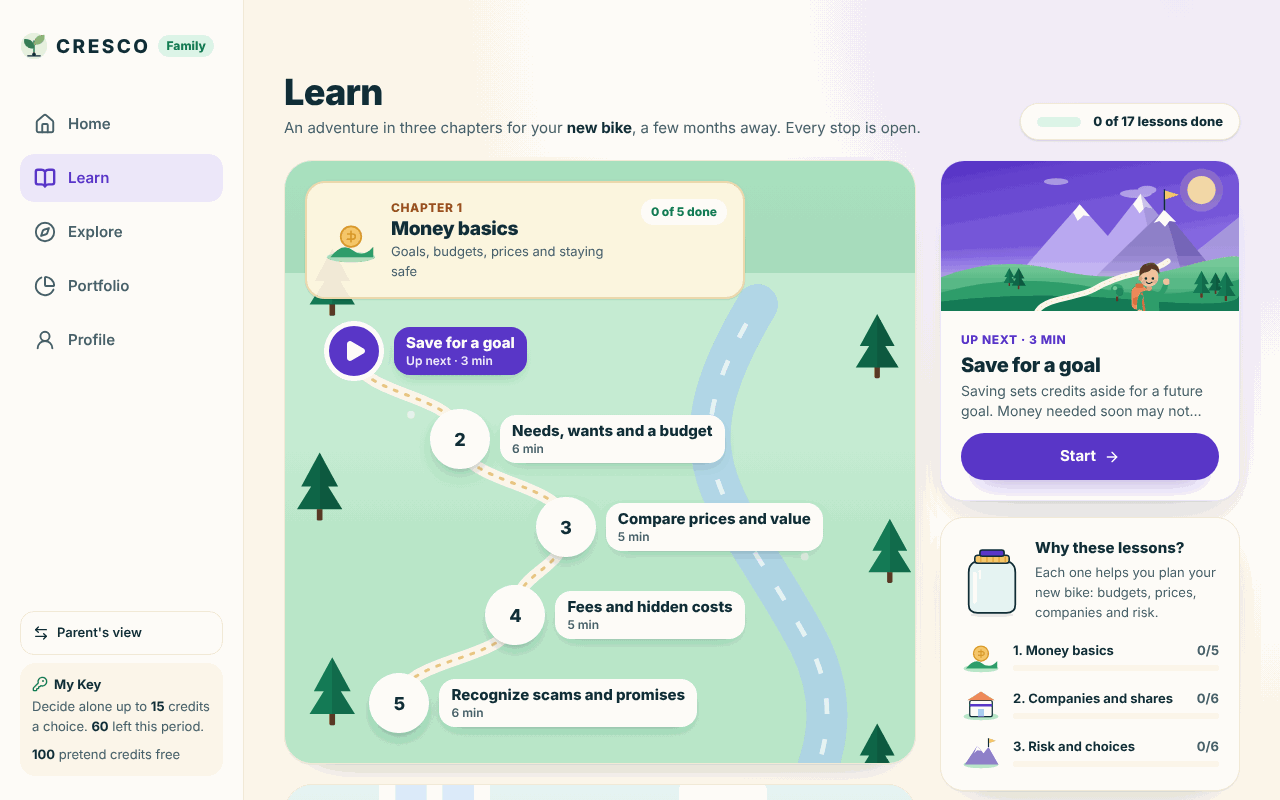 CRESCO Family
Home
Learn
Explore
Portfolio
Profile
Parent's view
My Key
Decide alone up to 15 credits
a choice. 60 left this period.
100 pretend credits free
Learn
An adventure in three chapters for your new bike, a few months away. Every stop is open.
0 of 17 lessons done
CHAPTER 1
Money basics
Goals, budgets, prices and staying
safe
0 of 5 done
Save for a goal
Up next · 3 min
2
Needs, wants and a budget
6 min
3
Compare prices and value
5 min
4
Fees and hidden costs
5 min
5
Recognize scams and promises
6 min
UP NEXT · 3 MIN
Save for a goal
Saving sets credits aside for a future
goal. Money needed soon may not...
Start →
Why these lessons?
Each one helps you plan your
new bike: budgets, prices,
companies and risk.
1. Money basics 0/5
2. Companies and shares 0/6
3. Risk and choices 0/6